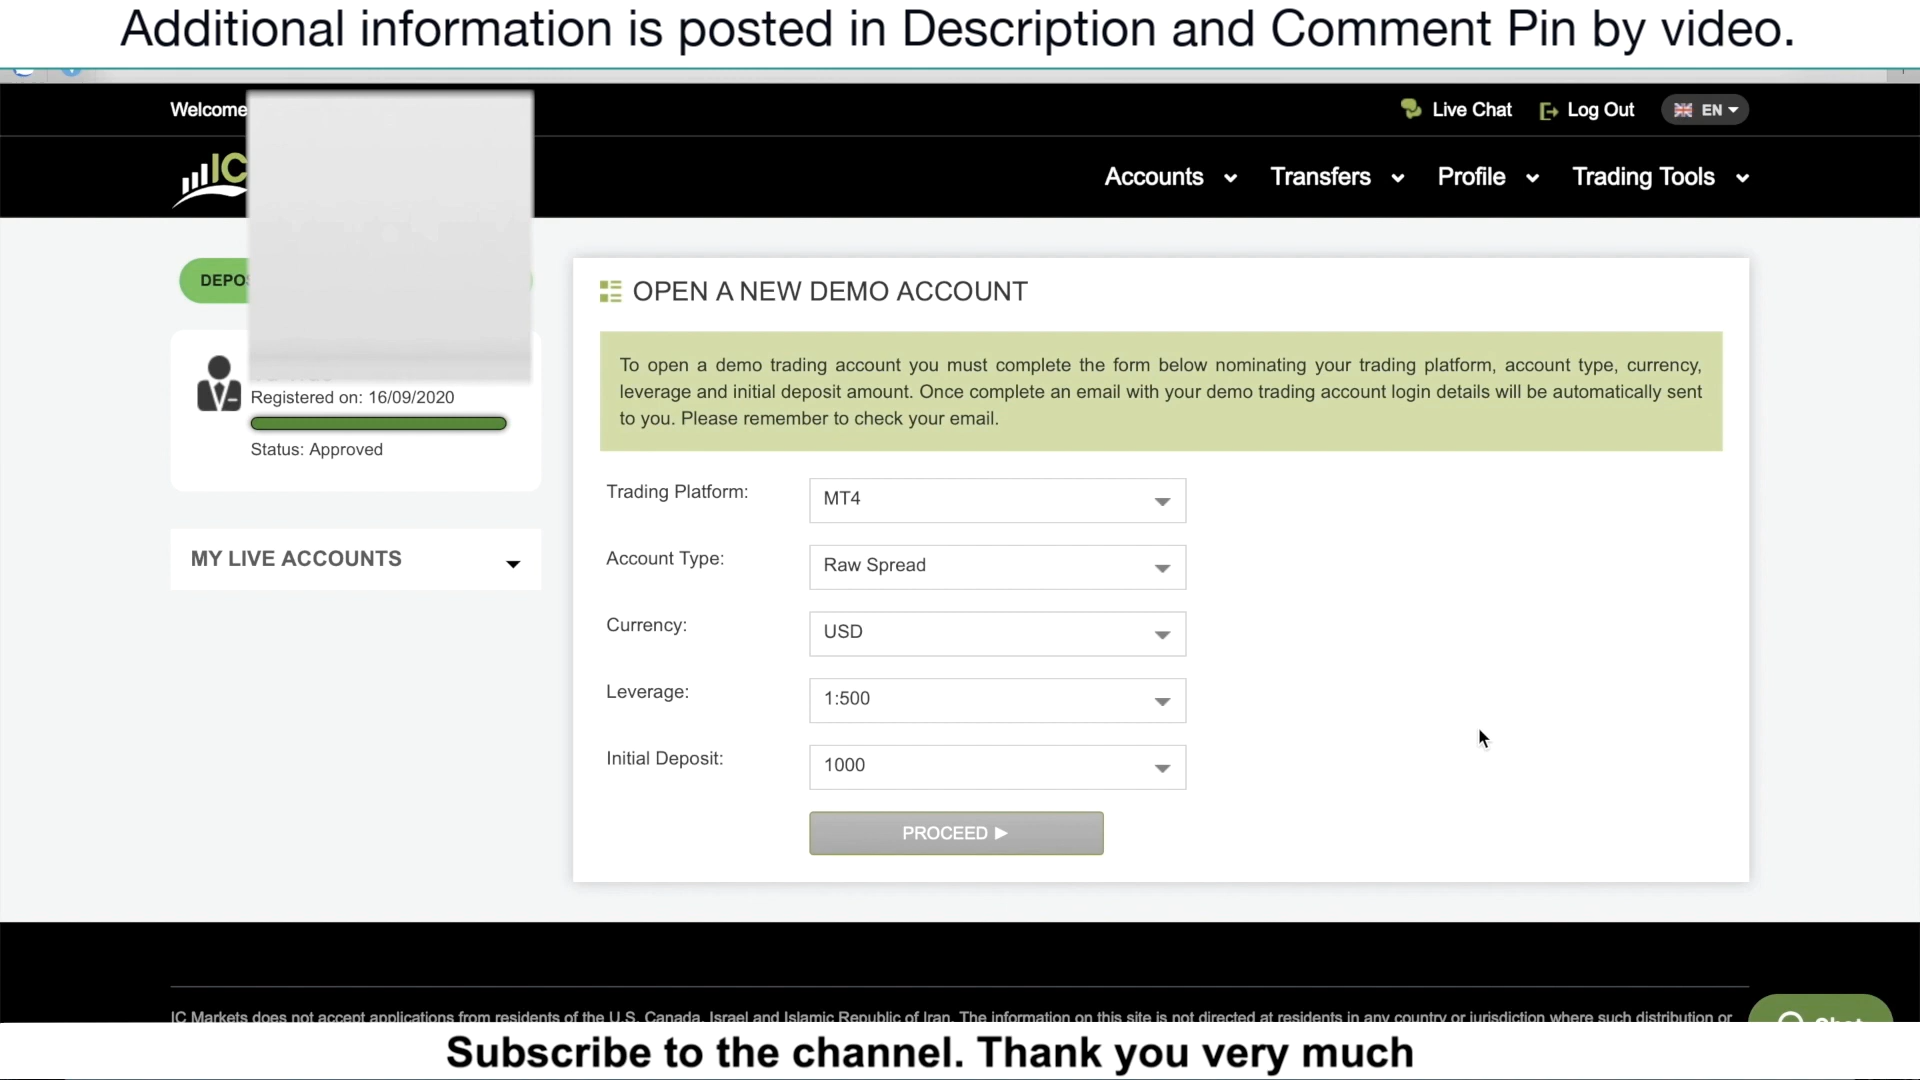 Additional information is posted in Description and Comment Pin by video.
Welcome
Live Chat
Log Out
EN
IC
Accounts
Transfers
Profile
Trading Tools
OPEN A NEW DEMO ACCOUNT
To open a demo trading account you must complete the form below nominating your trading platform, account type, currency,
leverage and initial deposit amount. Once complete an email with your demo trading account login details will be automatically sent
to you. Please remember to check your email.
Registered on: 16/09/2020
Status: Approved
MY LIVE ACCOUNTS
Trading Platform:
MT4
Account Type:
Raw Spread
Currency:
USD
Leverage:
1:500
Initial Deposit:
1000
PROCEED ▶
IC Markets does not accept applications from residents of the U.S, Canada, Israel and Islamic Republic of Iran. The information on this site is not directed at residents in any country or jurisdiction where such distribution or
Chat
Subscribe to the channel. Thank you very much